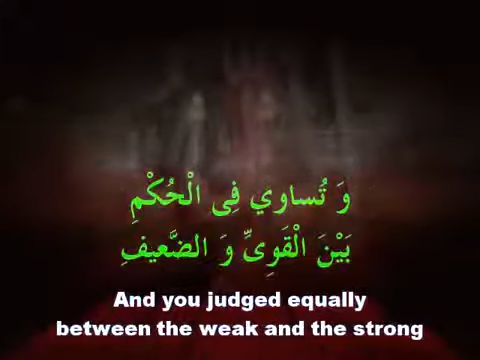 وَ تُساوي فِى الْحُكْمِ
بَيْنَ الْقَوِىِّ وَ الضَّعيفِ
And you judged equally
between the weak and the strong